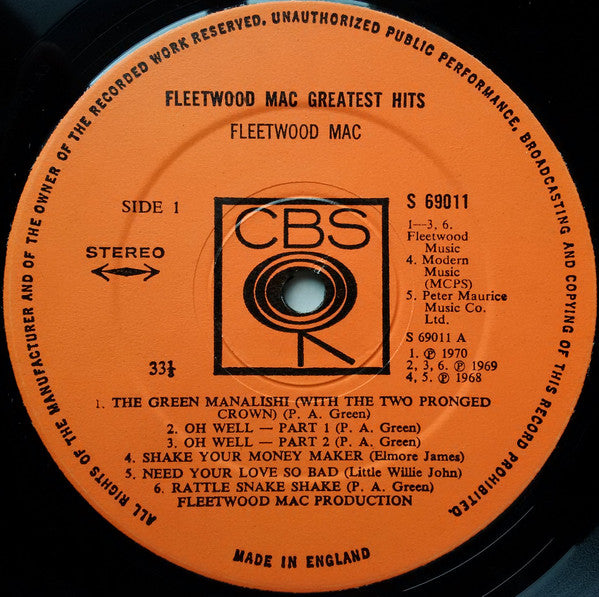 ALL RIGHTS OF THE MANUFACTURER AND OF THE OWNER OF THE RECORDED WORK RESERVED. UNAUTHORIZED PUBLIC PERFORMANCE, BROADCASTING AND COPYING OF THIS RECORD PROHIBITED.
FLEETWOOD MAC GREATEST HITS
FLEETWOOD MAC
SIDE 1
STEREO
33⅓
CBS
S 69011
1—3, 6.
Fleetwood
Music
4. Modern
Music
(MCPS)
5. Peter Maurice
Music Co.
Ltd.
S 69011 A
1. ℗ 1970
2, 3, 6. ℗ 1969
4, 5. ℗ 1968
1. THE GREEN MANALISHI (WITH THE TWO PRONGED
CROWN) (P. A. Green)
2. OH WELL — PART 1 (P. A. Green)
3. OH WELL — PART 2 (P. A. Green)
4. SHAKE YOUR MONEY MAKER (Elmore James)
5. NEED YOUR LOVE SO BAD (Little Willie John)
6. RATTLE SNAKE SHAKE (P. A. Green)
FLEETWOOD MAC PRODUCTION
MADE IN ENGLAND